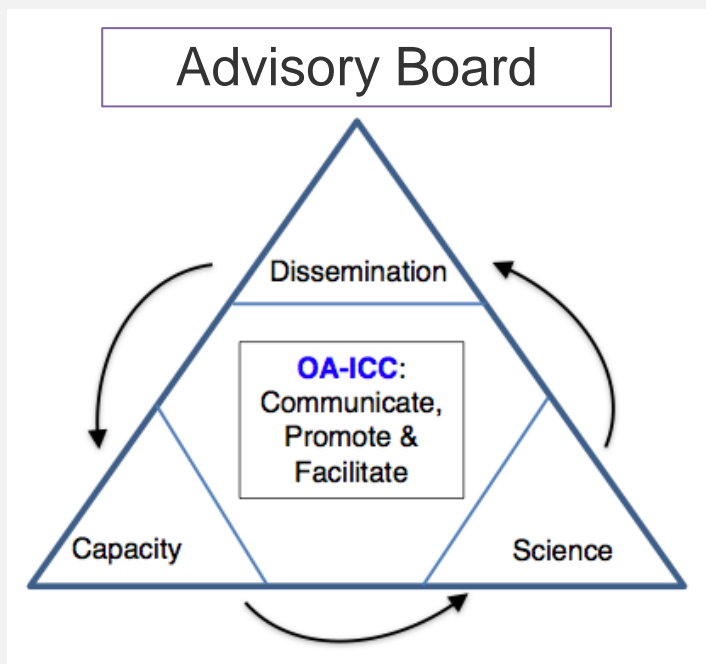 Advisory Board
Dissemination
OA-ICC:
Communicate,
Promote &
Facilitate
Capacity
Science